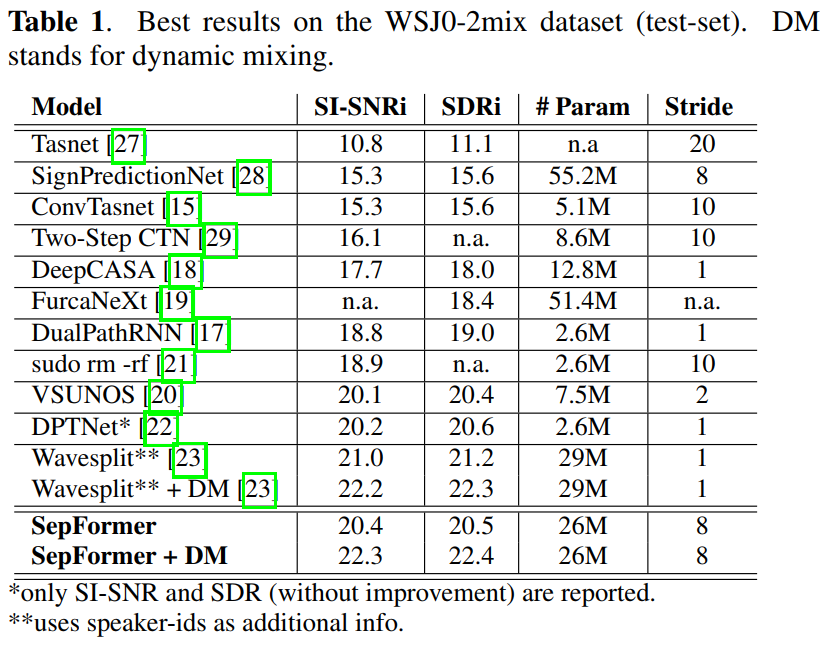 Table 1. Best results on the WSJ0-2mix dataset (test-set). DM
stands for dynamic mixing.
Model SI-SNRi SDRi # Param Stride
Tasnet [27] 10.8 11.1 n.a 20
SignPredictionNet [28] 15.3 15.6 55.2M 8
ConvTasnet [15] 15.3 15.6 5.1M 10
Two-Step CTN [29] 16.1 n.a. 8.6M 10
DeepCASA [18] 17.7 18.0 12.8M 1
FurcaNeXt [19] n.a. 18.4 51.4M n.a.
DualPathRNN [17] 18.8 19.0 2.6M 1
sudo rm -rf [21] 18.9 n.a. 2.6M 10
VSUNOS [20] 20.1 20.4 7.5M 2
DPTNet* [22] 20.2 20.6 2.6M 1
Wavesplit** [23] 21.0 21.2 29M 1
Wavesplit** + DM [23] 22.2 22.3 29M 1
SepFormer 20.4 20.5 26M 8
SepFormer + DM 22.3 22.4 26M 8
*only SI-SNR and SDR (without improvement) are reported.
**uses speaker-ids as additional info.